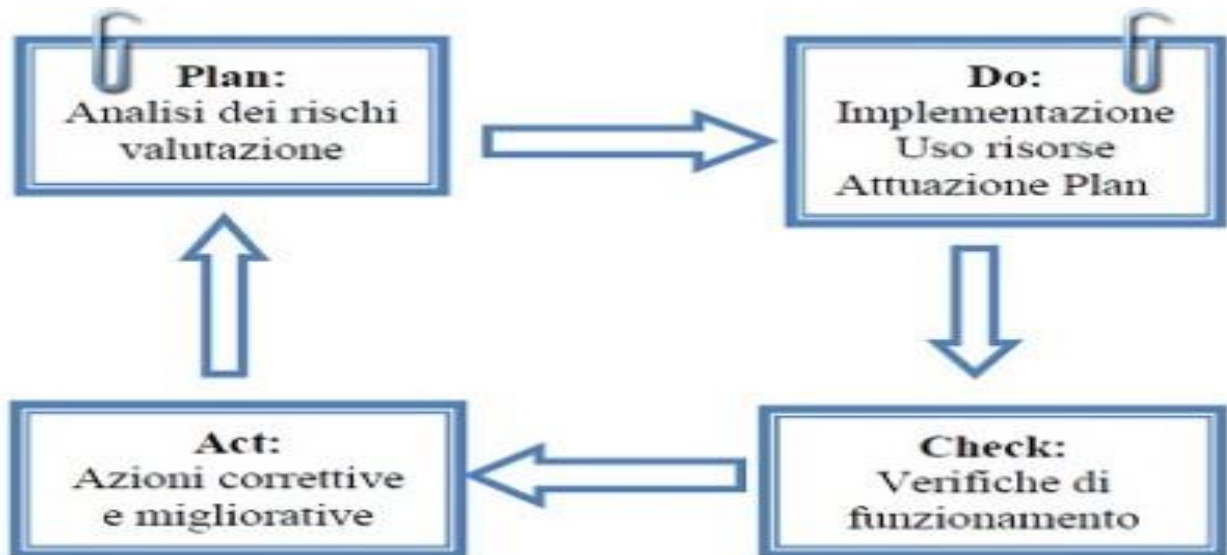 Plan:
Analisi dei rischi
valutazione
Do:
Implementazione
Uso risorse
Attuazione Plan
Act:
Azioni correttive
e migliorative
Check:
Verifiche di
funzionamento